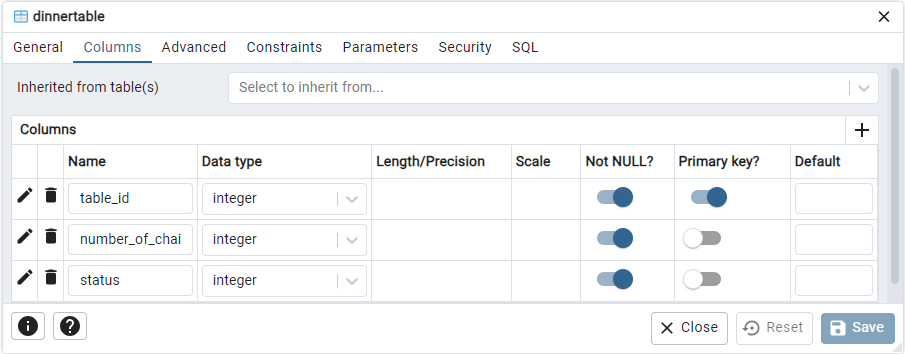 dinnertable
General Columns Advanced Constraints Parameters Security SQL
Inherited from table(s) Select to inherit from...
Columns
Name Data type Length/Precision Scale Not NULL? Primary key? Default
table_id integer
number_of_chai integer
status integer
Close Reset Save